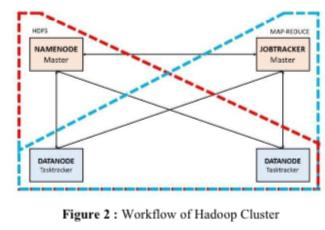 HDFS
MAP-REDUCE
NAMENODE
Master
JOBTRACKER
Master
DATANODE
Tasktracker
DATANODE
Tasktracker
Figure 2 : Workflow of Hadoop Cluster